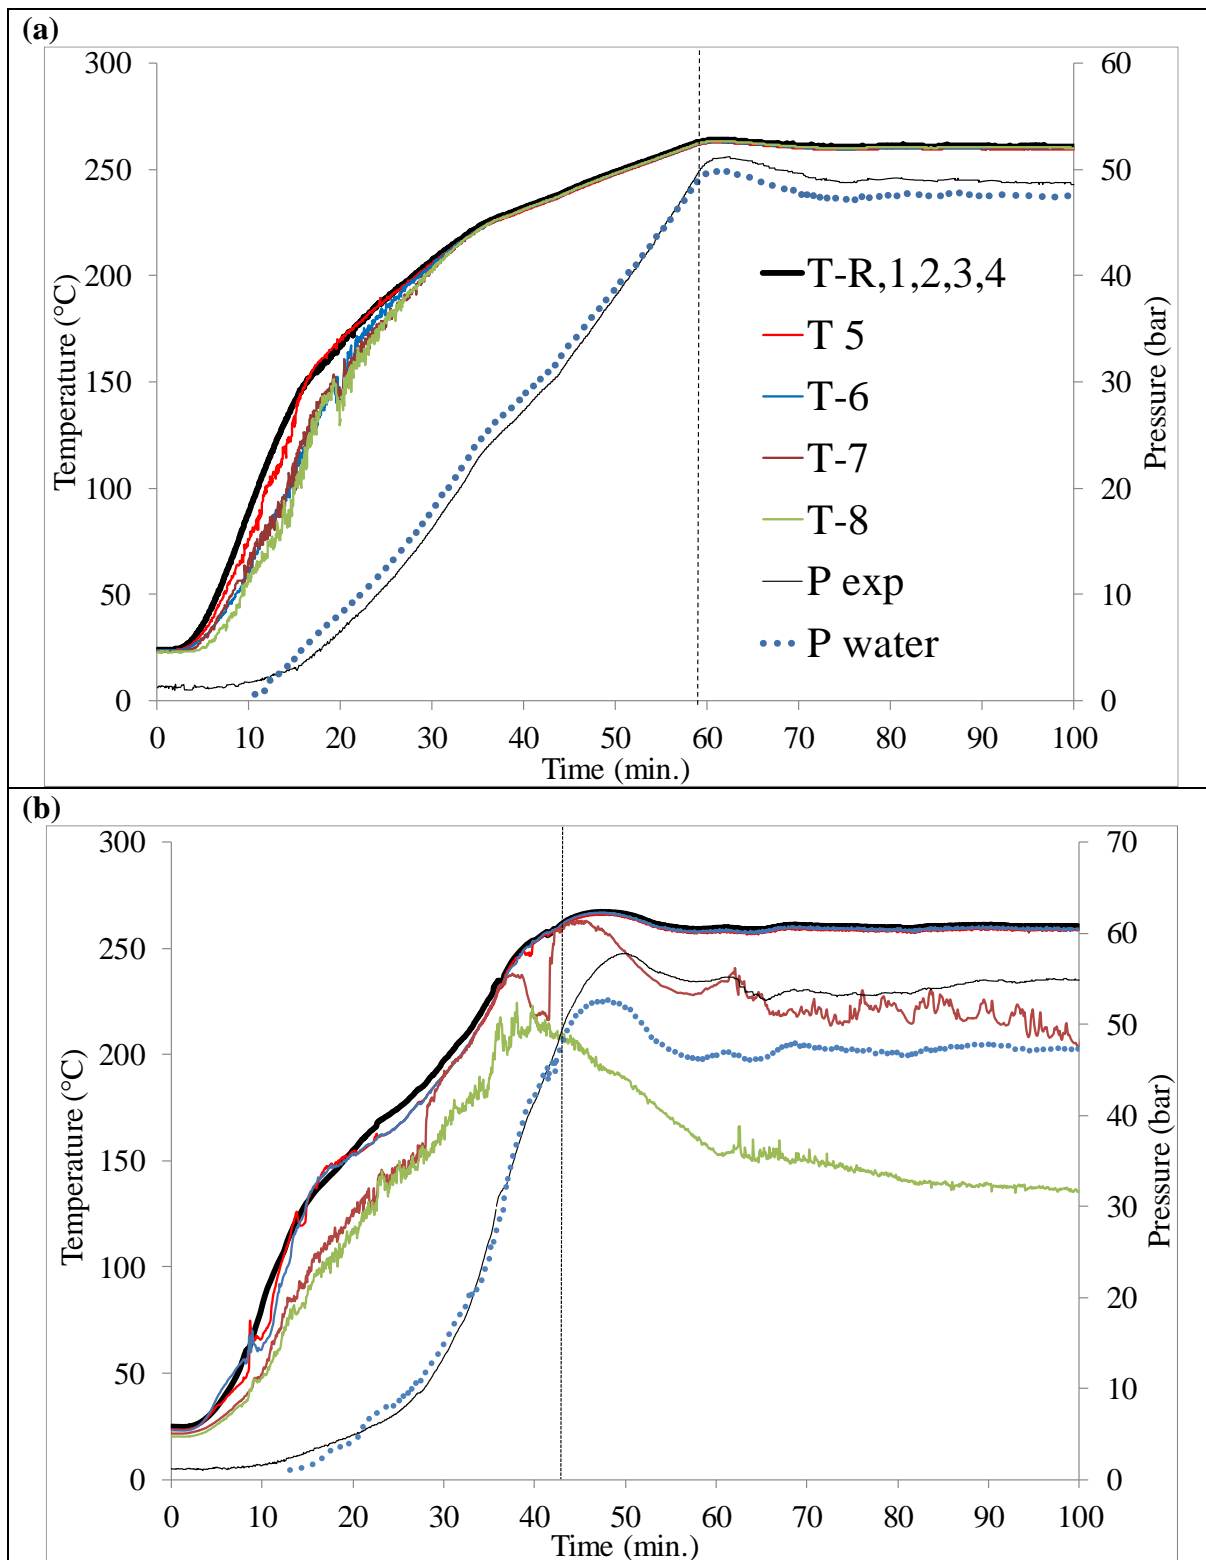 (a)
300
250
200
150
100
50
0
Temperature (°C)
60
50
40
30
20
10
0
Pressure (bar)
T-R,1,2,3,4
T 5
T-6
T-7
T-8
P exp
P water
0 10 20 30 40 50 60 70 80 90 100
Time (min.)
(b)
300
250
200
150
100
50
0
Temperature (°C)
70
60
50
40
30
20
10
0
Pressure (bar)
0 10 20 30 40 50 60 70 80 90 100
Time (min.)